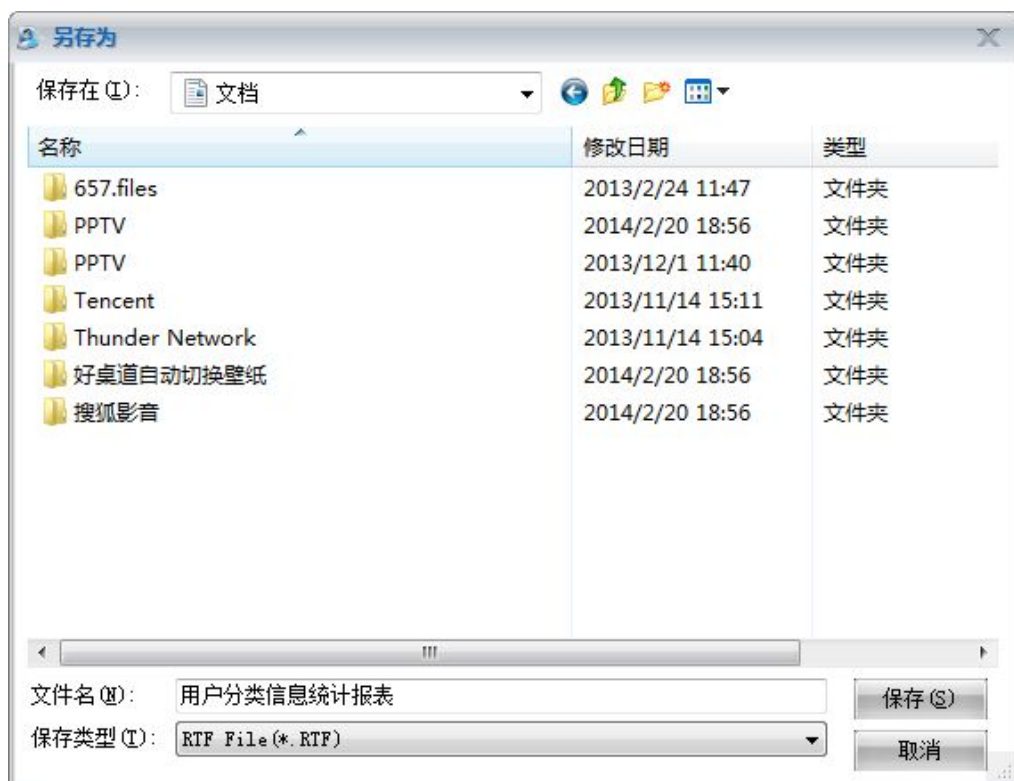 另存为
保存在(I): 文档
名称 修改日期 类型
657.files 2013/2/24 11:47 文件夹
PPTV 2014/2/20 18:56 文件夹
PPTV 2013/12/1 11:40 文件夹
Tencent 2013/11/14 15:11 文件夹
Thunder Network 2013/11/14 15:04 文件夹
好桌道自动切换壁纸 2014/2/20 18:56 文件夹
搜狐影音 2014/2/20 18:56 文件夹
文件名(N): 用户分类信息统计报表 保存(S)
保存类型(T): RTF File(*.RTF) 取消